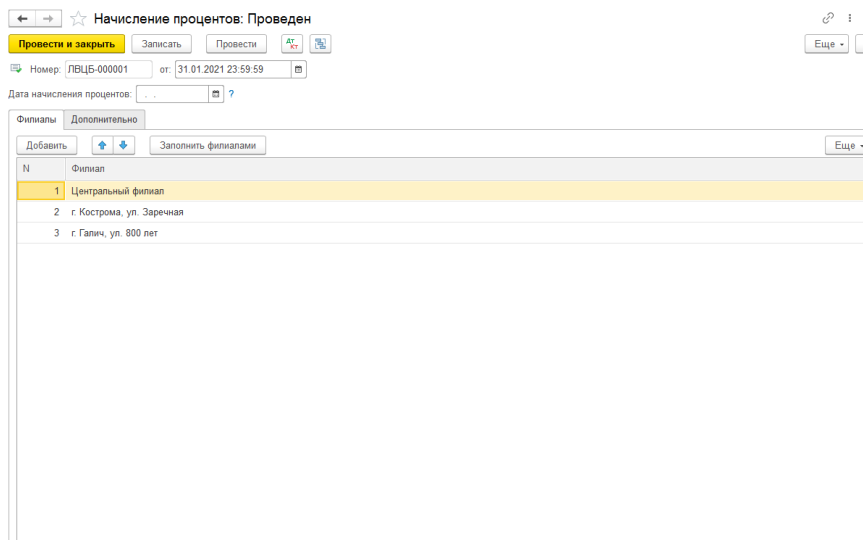 Начисление процентов: Проведен
Провести и закрыть Записать Провести Дт Кт Еще
Номер: ЛВЦБ-000001 от: 31.01.2021 23:59:59
Дата начисления процентов: . . ?
Филиалы Дополнительно
Добавить Заполнить филиалами Еще
N Филиал
1 Центральный филиал
2 г. Кострома, ул. Заречная
3 г. Галич, ул. 800 лет